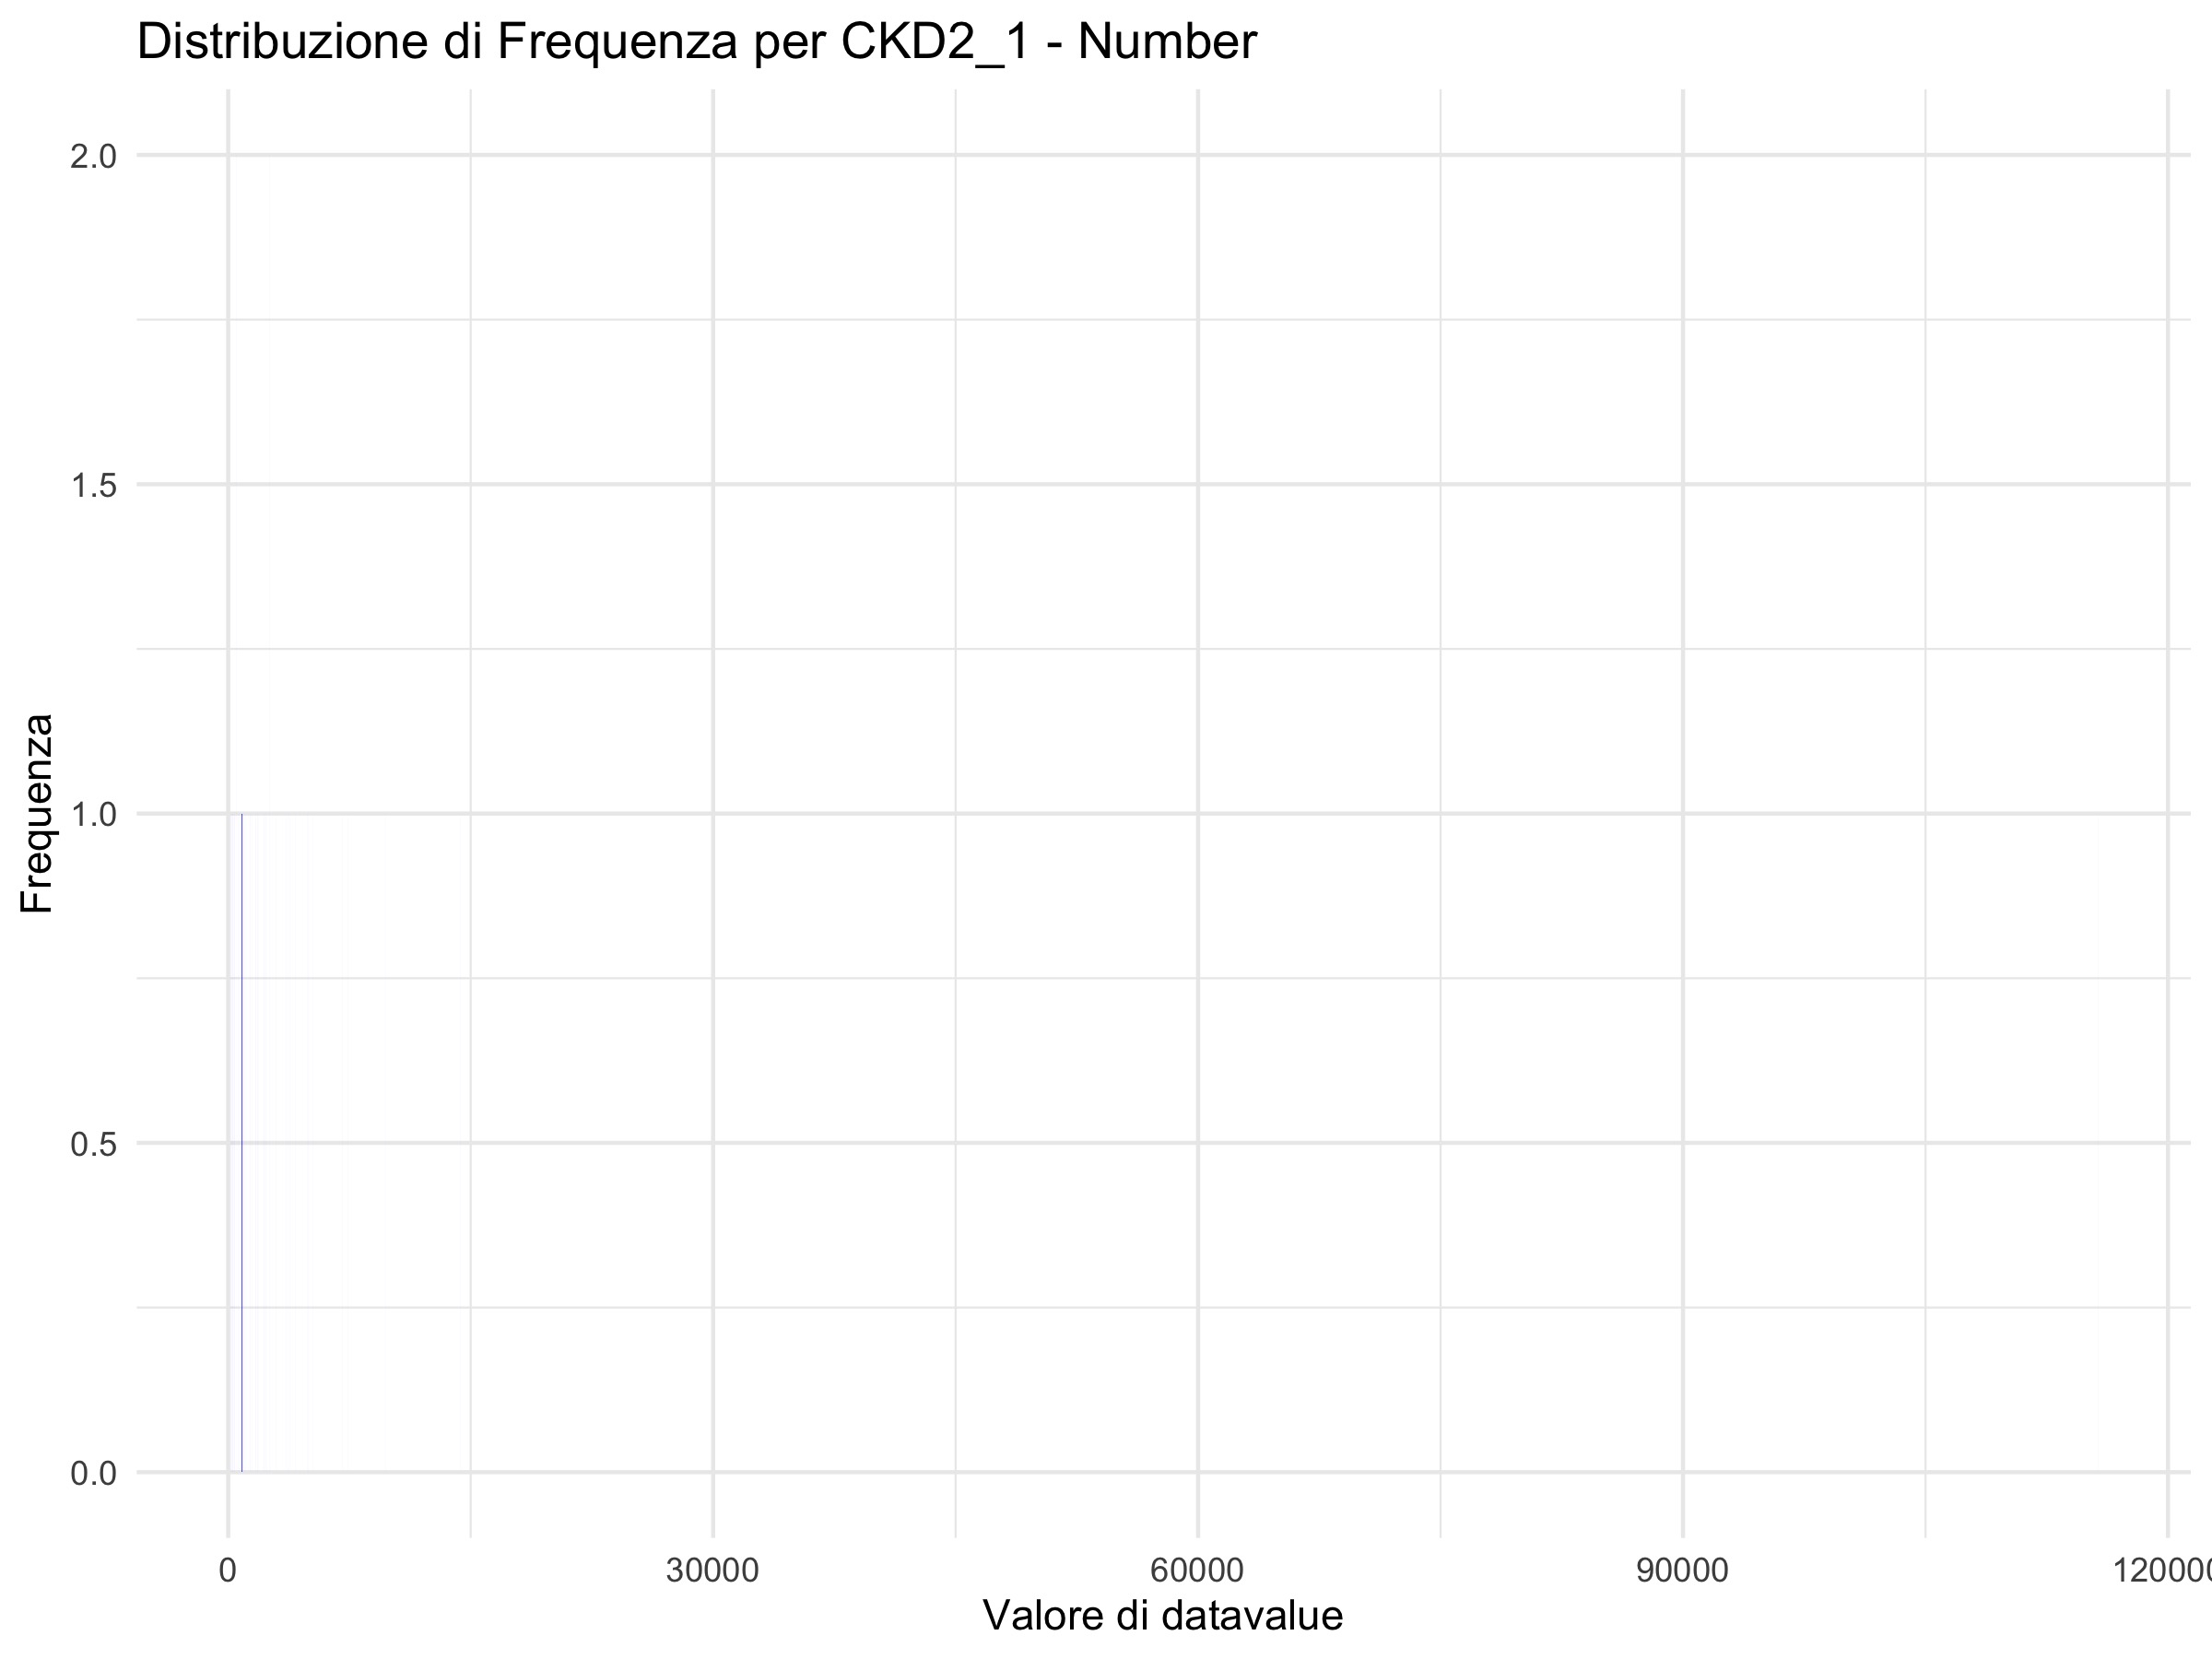 Distribuzione di Frequenza per CKD2_1 - Number
2.0
1.5
1.0
0.5
0.0
Frequenza
0 30000 60000 90000 12000
Valore di datavalue